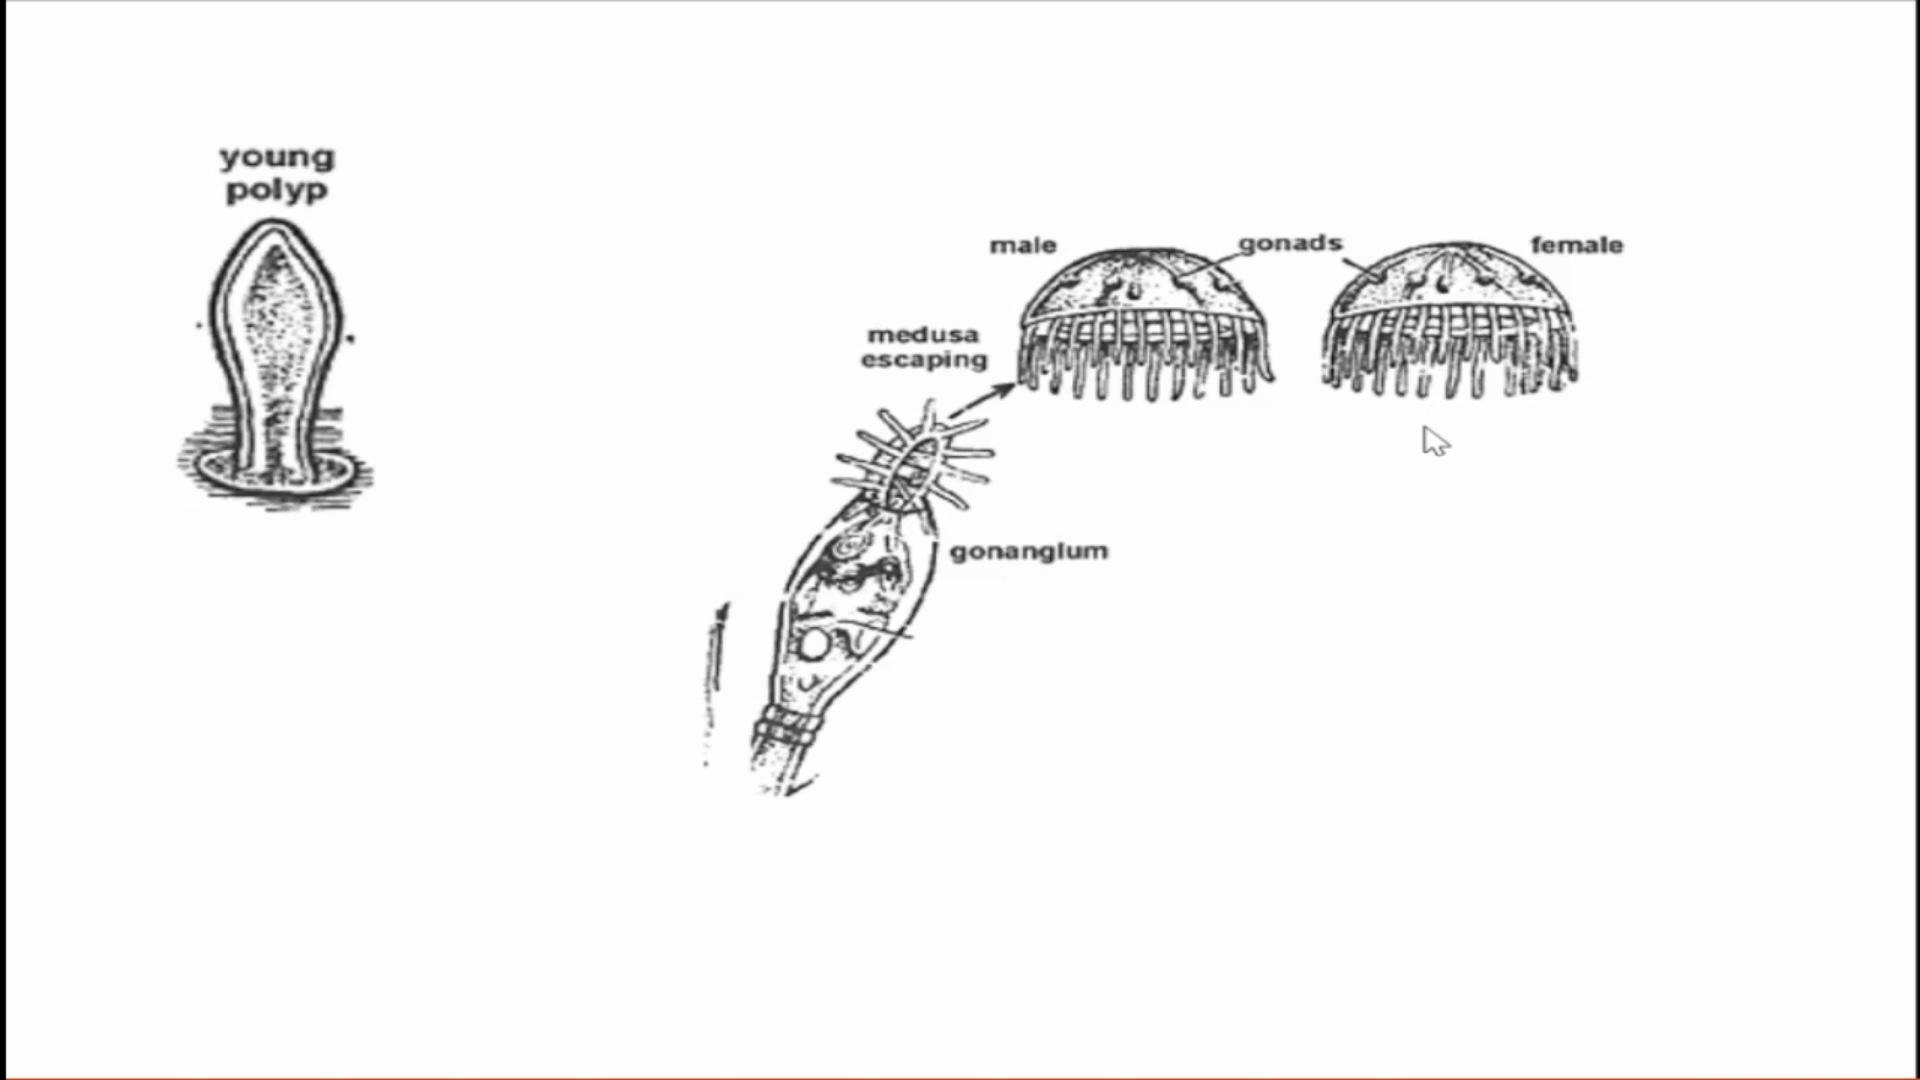 young
polyp
male
gonads
female
medusa
escaping
gonangium